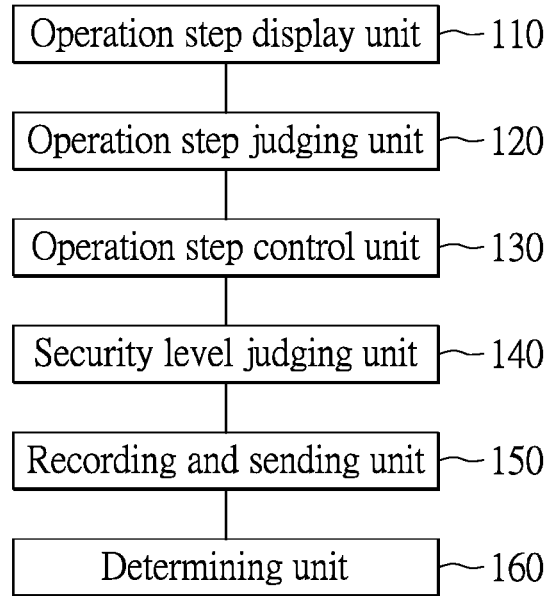 Operation step display unit 110
Operation step judging unit 120
Operation step control unit 130
Security level judging unit 140
Recording and sending unit 150
Determining unit 160